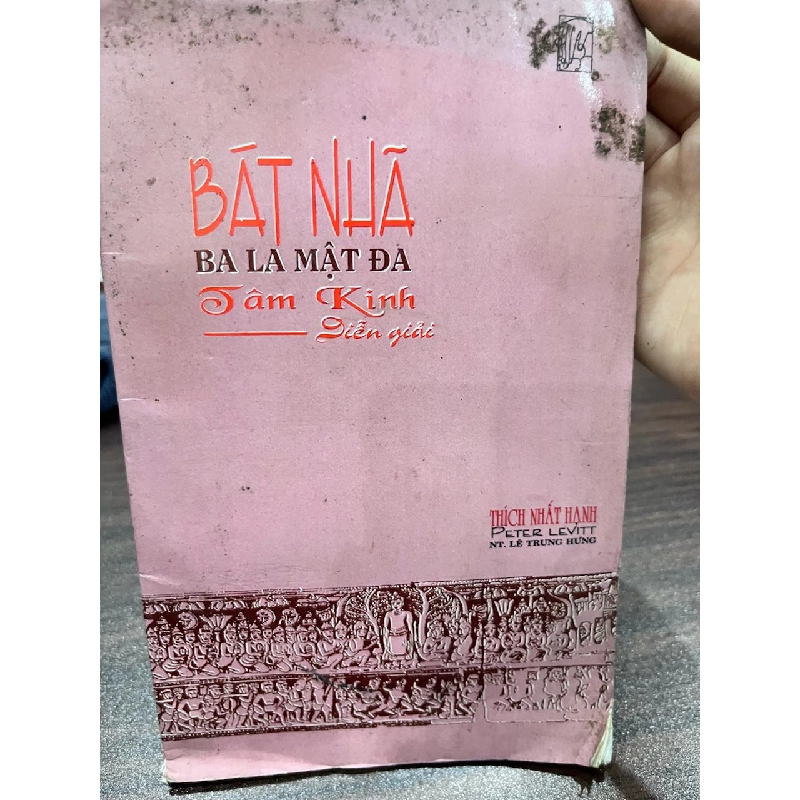 BÁT NHÃ
BA LA MẬT ĐA
Tâm Kinh
Diễn giải
THÍCH NHẤT HẠNH
PETER LEVITT
NT. LÊ TRUNG HƯNG